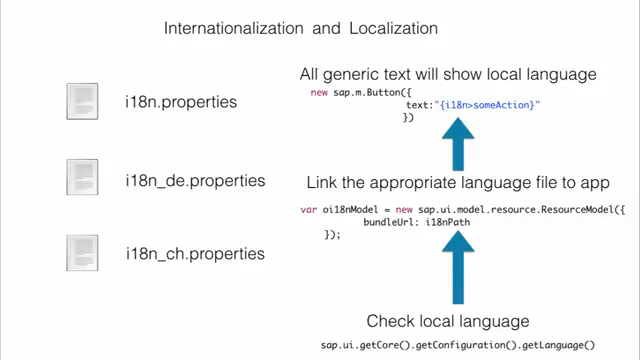 Internationalization and Localization
i18n.properties
i18n_de.properties
i18n_ch.properties
All generic text will show local language
new sap.m.Button({
text:"{i18n>someAction}"
})
Link the appropriate language file to app
var oi18nModel = new sap.ui.model.resource.ResourceModel({
bundleUrl: i18nPath
});
Check local language
sap.ui.getCore().getConfiguration().getLanguage()